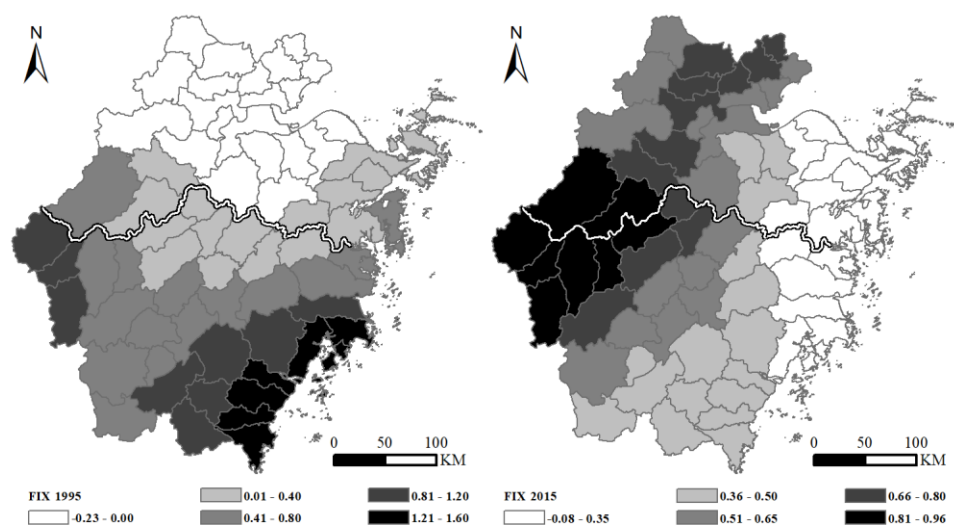 N
N
0 50 100
KM
0 50 100
KM
FIX 1995
-0.23 - 0.00
0.01 - 0.40
0.41 - 0.80
0.81 - 1.20
1.21 - 1.60
FIX 2015
-0.08 - 0.35
0.36 - 0.50
0.51 - 0.65
0.66 - 0.80
0.81 - 0.96